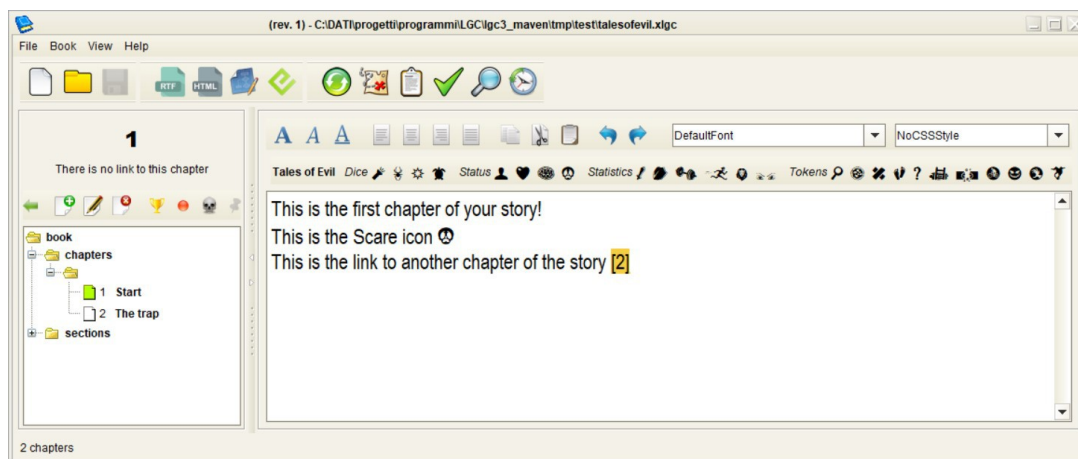 (rev. 1) - C:\DATI\progetti\programmi\LGC\lgc3_maven\tmp\test\talesofevil.xlgc
File Book View Help
RTF HTML
1
There is no link to this chapter
DefaultFont NoCSSStyle
Tales of Evil Dice Status Statistics Tokens
This is the first chapter of your story!
This is the Scare icon
This is the link to another chapter of the story [2]
book
chapters
1 Start
2 The trap
sections
2 chapters